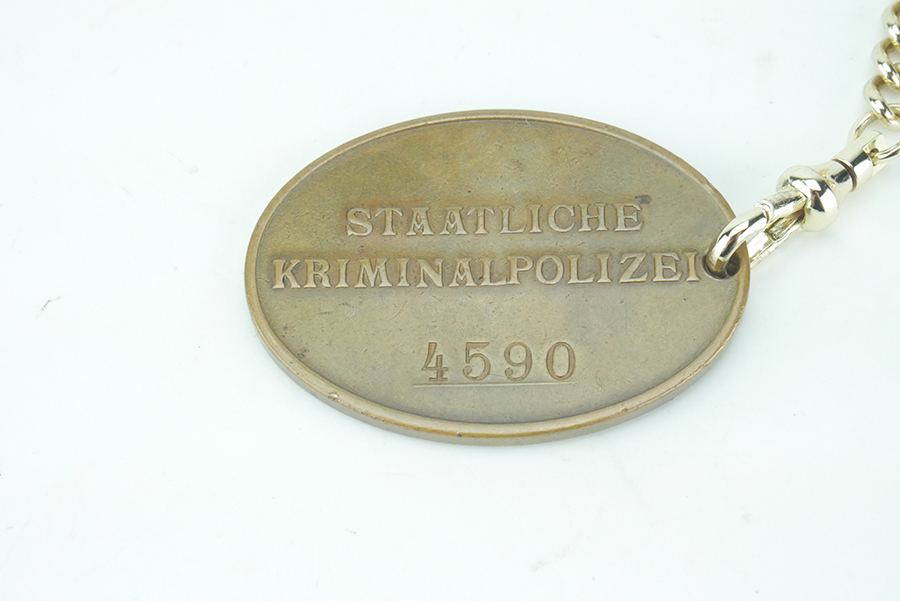 STAATLICHE
KRIMINALPOLIZEI
4590